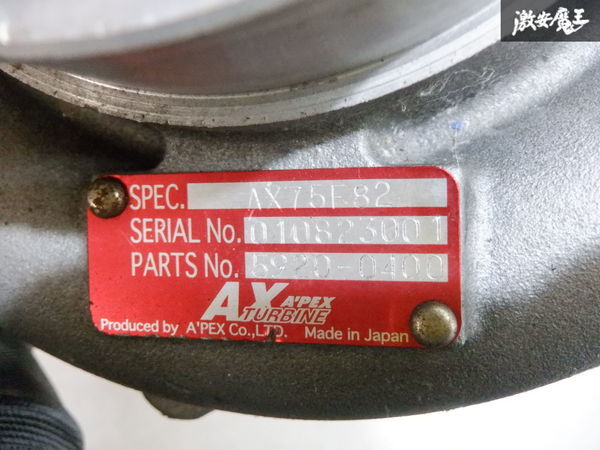 激安魔王
SPEC. AX75F82
SERIAL No. 010823001
PARTS No. 5920-0400
AX A'PEX
TURBINE
Produced by A'PEX Co.,LTD. Made in Japan